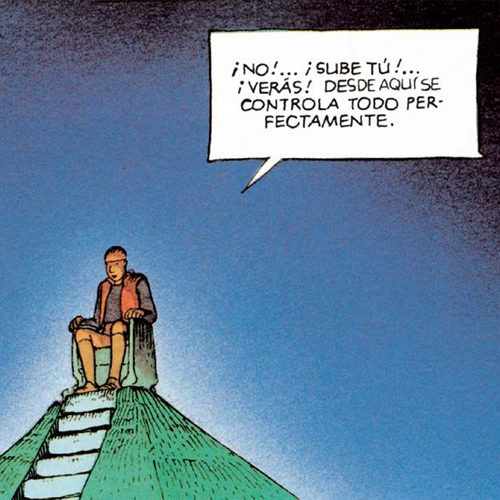 ¡NO!... ¡SUBE TÚ!...
¡VERÁS! DESDE AQUÍ SE
CONTROLA TODO PER-
FECTAMENTE.